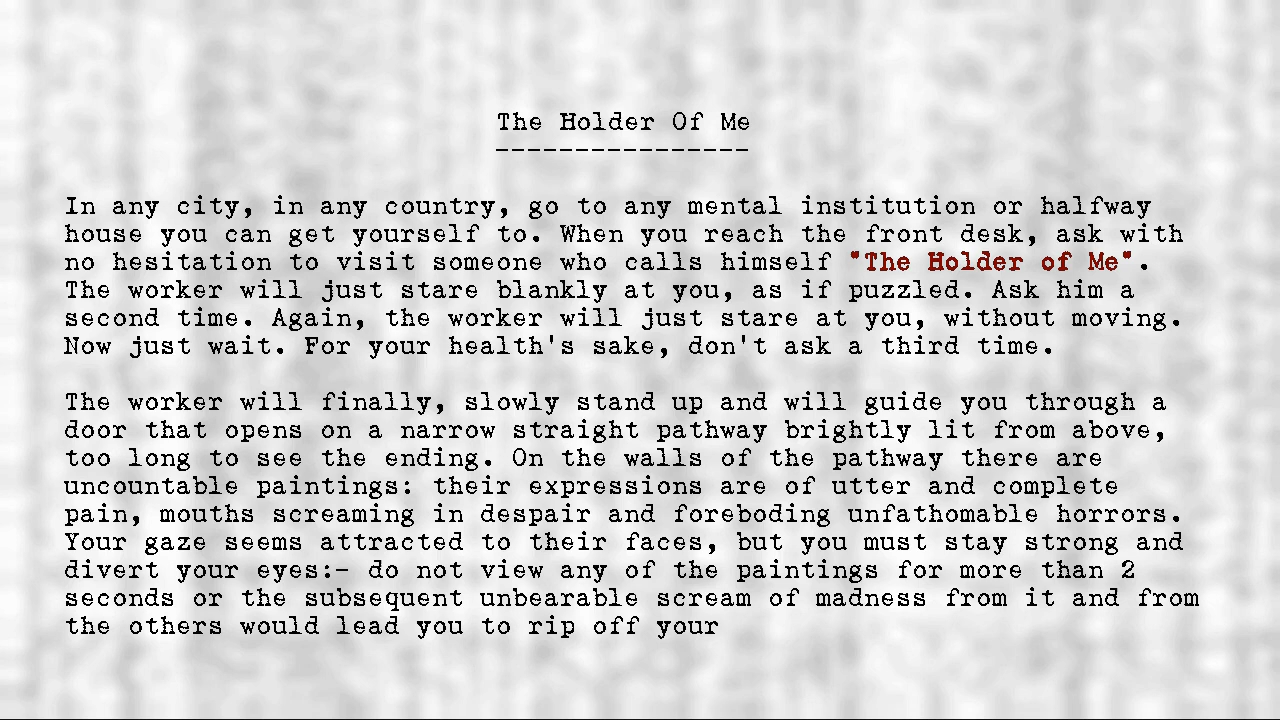 The Holder Of Me
----------------
In any city, in any country, go to any mental institution or halfway
house you can get yourself to. When you reach the front desk, ask with
no hesitation to visit someone who calls himself "The Holder of Me".
The worker will just stare blankly at you, as if puzzled. Ask him a
second time. Again, the worker will just stare at you, without moving.
Now just wait. For your health's sake, don't ask a third time.
The worker will finally, slowly stand up and will guide you through a
door that opens on a narrow straight pathway brightly lit from above,
too long to see the ending. On the walls of the pathway there are
uncountable paintings: their expressions are of utter and complete
pain, mouths screaming in despair and foreboding unfathomable horrors.
Your gaze seems attracted to their faces, but you must stay strong and
divert your eyes:- do not view any of the paintings for more than 2
seconds or the subsequent unbearable scream of madness from it and from
the others would lead you to rip off your